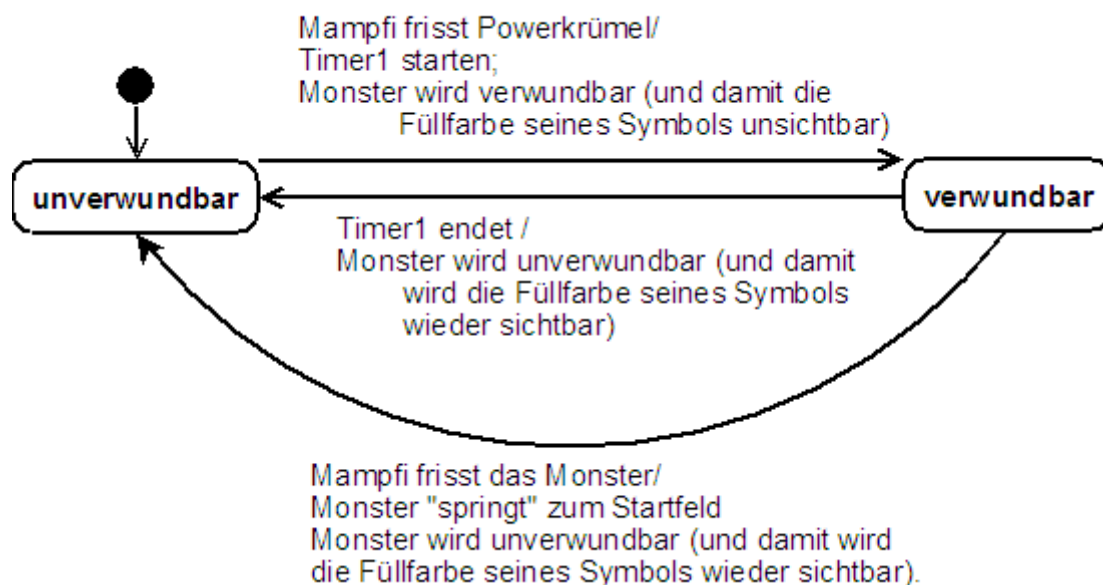 Mampfi frisst Powerkrümel/
Timer1 starten;
Monster wird verwundbar (und damit die
Füllfarbe seines Symbols unsichtbar)
unverwundbar
verwundbar
Timer1 endet /
Monster wird unverwundbar (und damit
wird die Füllfarbe seines Symbols
wieder sichtbar)
Mampfi frisst das Monster/
Monster "springt" zum Startfeld
Monster wird unverwundbar (und damit wird
die Füllfarbe seines Symbols wieder sichtbar).